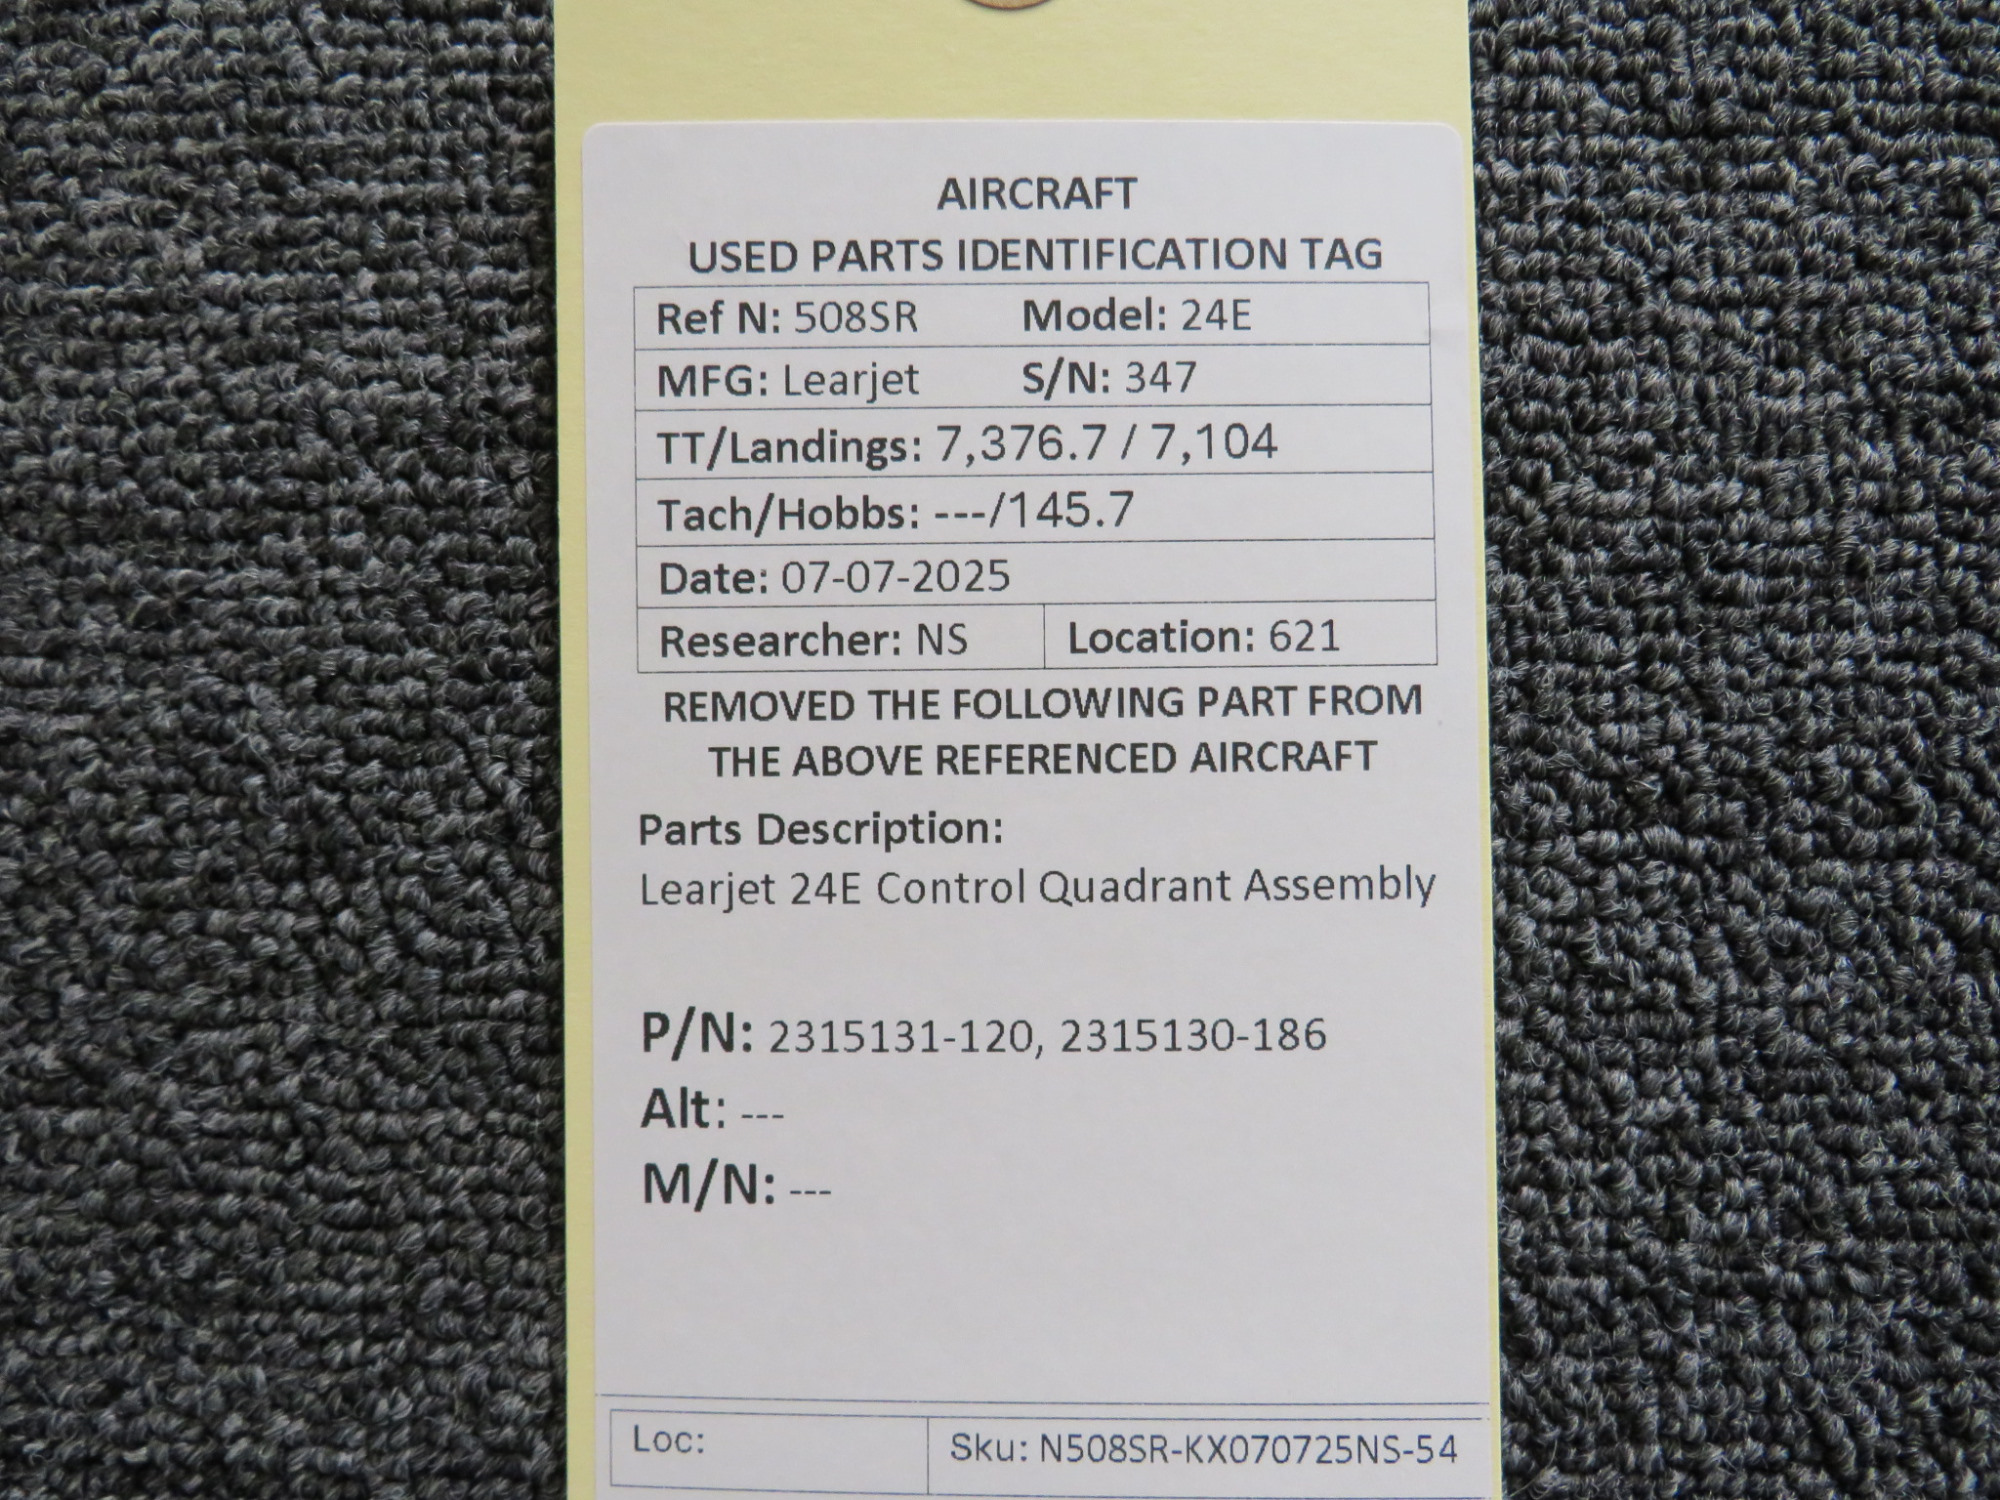 AIRCRAFT
USED PARTS IDENTIFICATION TAG
Ref N: 508SR Model: 24E
MFG: Learjet S/N: 347
TT/Landings: 7,376.7 / 7,104
Tach/Hobbs: ---/145.7
Date: 07-07-2025
Researcher: NS Location: 621
REMOVED THE FOLLOWING PART FROM
THE ABOVE REFERENCED AIRCRAFT
Parts Description:
Learjet 24E Control Quadrant Assembly
P/N: 2315131-120, 2315130-186
Alt: ---
M/N: ---
Loc: Sku: N508SR-KX070725NS-54